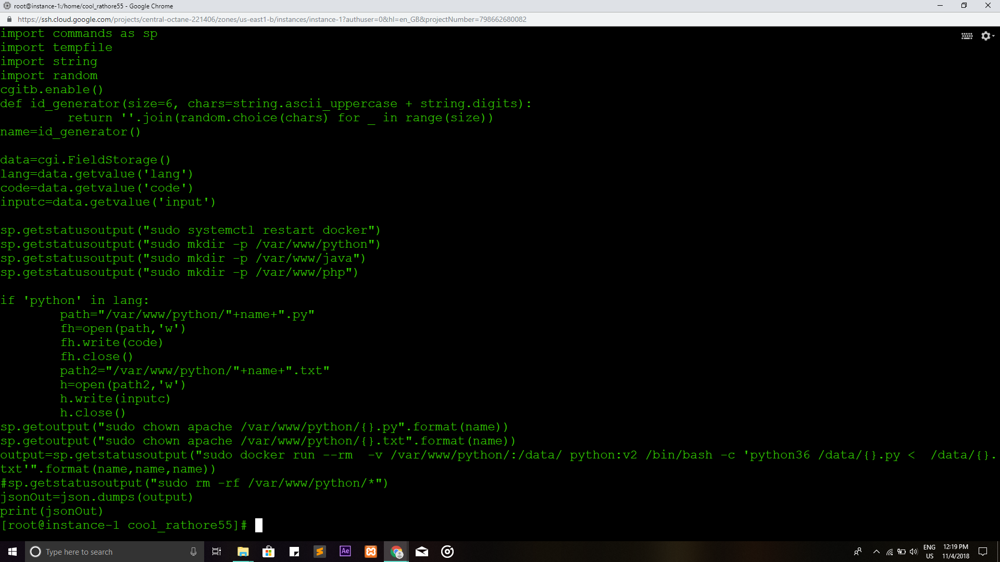 root@instance-1:/home/cool_rathore55 - Google Chrome
https://ssh.cloud.google.com/projects/central-octane-221406/zones/us-east1-b/instances/instance-1?authuser=0&hl=en_GB&projectNumber=798662680082
import commands as sp
import tempfile
import string
import random
cgitb.enable()
def id_generator(size=6, chars=string.ascii_uppercase + string.digits):
         return ''.join(random.choice(chars) for _ in range(size))
name=id_generator()
data=cgi.FieldStorage()
lang=data.getvalue('lang')
code=data.getvalue('code')
inputc=data.getvalue('input')
sp.getstatusoutput("sudo systemctl restart docker")
sp.getstatusoutput("sudo mkdir -p /var/www/python")
sp.getstatusoutput("sudo mkdir -p /var/www/java")
sp.getstatusoutput("sudo mkdir -p /var/www/php")
if 'python' in lang:
        path="/var/www/python/"+name+".py"
        fh=open(path,'w')
        fh.write(code)
        fh.close()
        path2="/var/www/python/"+name+".txt"
        h=open(path2,'w')
        h.write(inputc)
        h.close()
sp.getoutput("sudo chown apache /var/www/python/{}.py".format(name))
sp.getoutput("sudo chown apache /var/www/python/{}.txt".format(name))
output=sp.getstatusoutput("sudo docker run --rm  -v /var/www/python/:/data/ python:v2 /bin/bash -c 'python36 /data/{}.py <  /data/{}.
txt'".format(name,name,name))
#sp.getstatusoutput("sudo rm -rf /var/www/python/*")
jsonOut=json.dumps(output)
print(jsonOut)
[root@instance-1 cool_rathore55]#
Type here to search
Ae
ENG
US
12:19 PM
11/4/2018